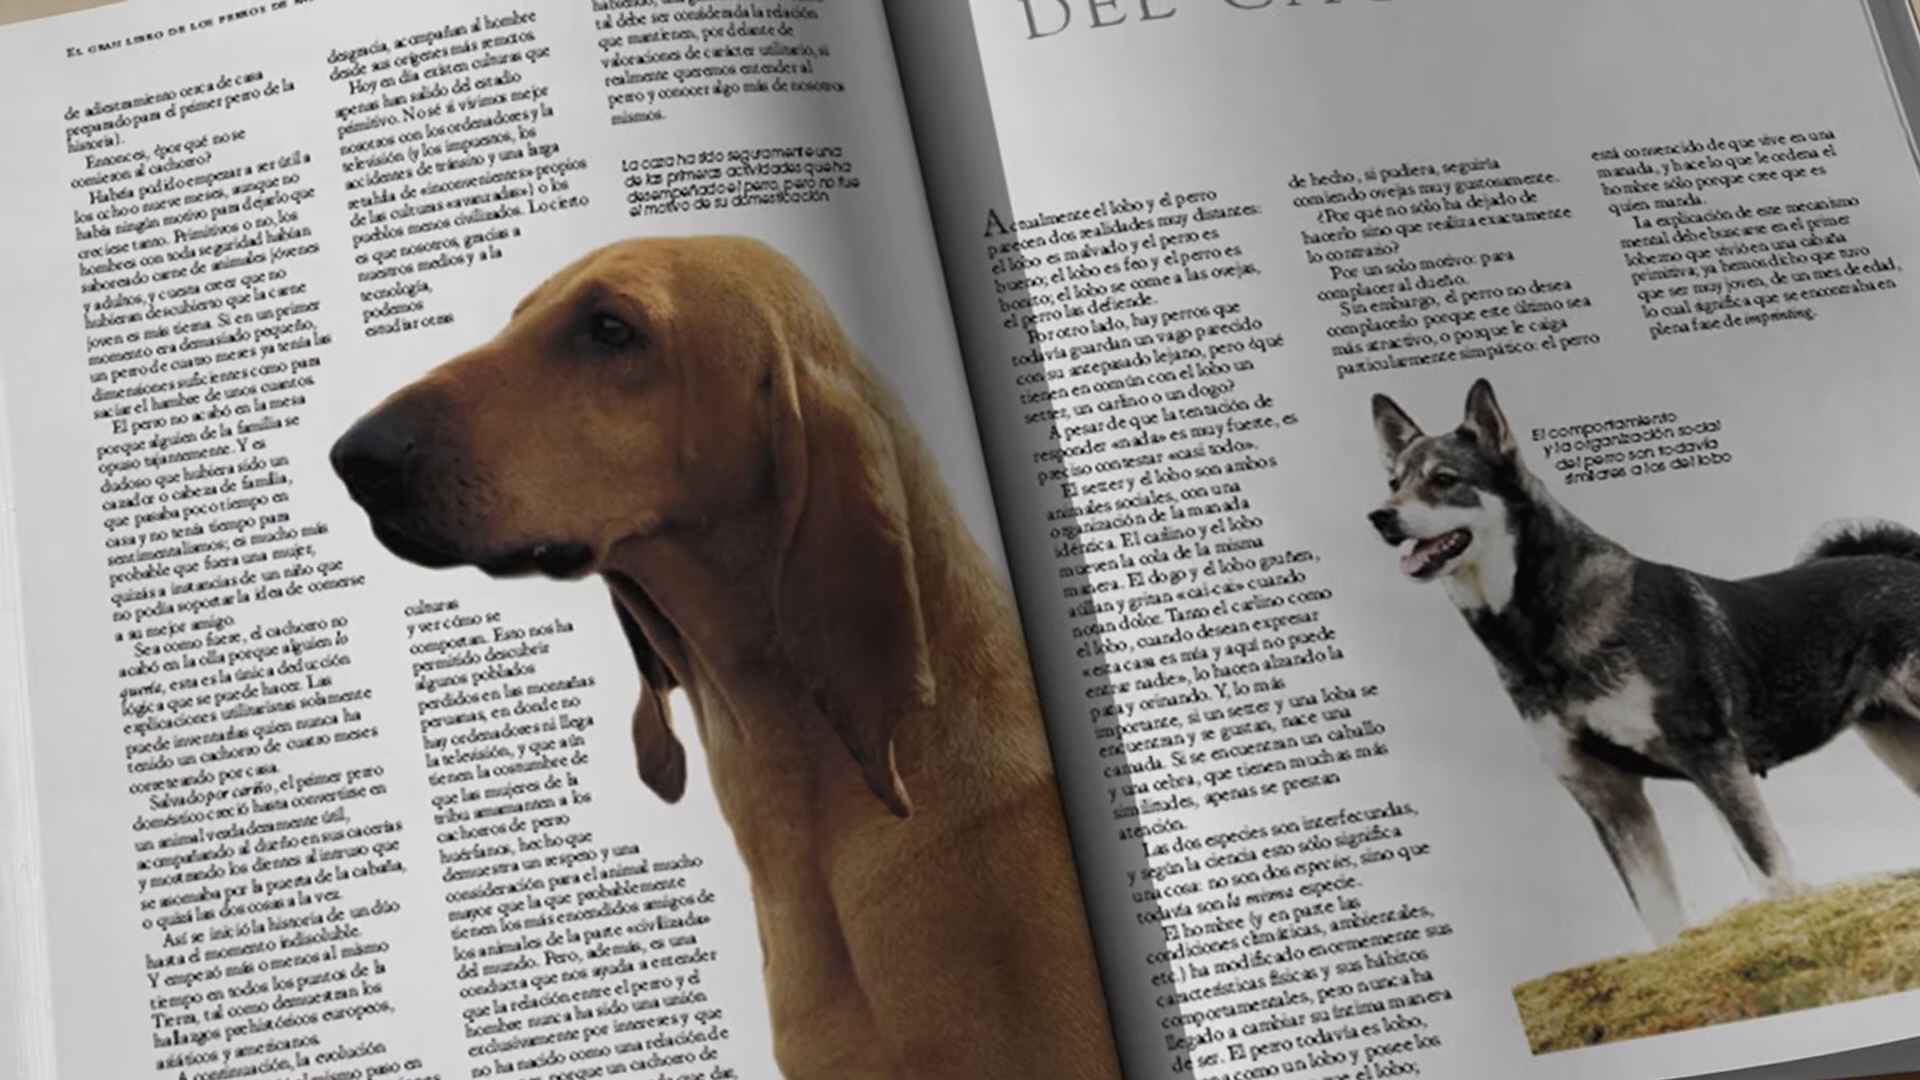 EL GRAN LIBRO DE LOS PERROS DE
de adiestramiento cerca de casa
preparado para el primer perro de la
historia).
Entonces, ¿por qué no se
comieron al cachorro?
Había podido empezar a ser útil a
los ocho o nueve meses, aunque no
había ningún motivo para dejarlo que
creciese tanto. Primitivos o no, los
hombres con toda seguridad habían
saboreado carne de animales jóvenes
y adultos, y cuesta creer que no
hubieran descubierto que la carne
joven es más tierna. Si en un primer
momento era demasiado pequeño,
un perro de cuatro meses ya tenía las
dimensiones suficientes como para
saciar el hambre de unos cuantos.
El perro no acabó en la mesa
porque alguien de la familia se
opuso tajantemente. Y es
dudoso que hubiera sido un
cazador o cabeza de familia,
que pasaba poco tiempo en
casa y no tenía tiempo para
sentimentalismos; es mucho más
probable que fuera una mujer,
quizás a instancias de un niño que
no podía soportar la idea de comerse
a su mejor amigo.
Sea como fuere, el cachorro no
acabó en la olla porque alguien lo
quería, esta es la única deducción
lógica que se puede hacer. Las
explicaciones utilitaristas solamente
puede inventarlas quien nunca ha
tenido un cachorro de cuatro meses
correteando por casa.
Salvado por cariño, el primer perro
doméstico creció hasta convertirse en
un animal verdaderamente útil,
acompañando al dueño en sus cacerías
y mostrando los dientes al intruso que
se asomaba por la puerta de la cabaña,
o quizá las dos cosas a la vez.
Así se inició la historia de un dúo
hasta el momento indisoluble.
Y empezó más o menos al mismo
tiempo en todos los puntos de la
Tierra, tal como demuestran los
hallazgos prehistóricos europeos,
asiáticos y americanos.
A continuación, la evolución
mismo paso en
desgracia, acompañan al hombre
desde sus orígenes más remotos.
Hoy en día existen culturas que
apenas han salido del estadio
primitivo. No sé si vivimos mejor
nosotros con los ordenadores y la
televisión (y los impuestos, los
accidentes de tránsito y una larga
retahíla de «inconvenientes» propios
de las culturas «avanzadas») o los
pueblos menos civilizados. Lo cierto
es que nosotros, gracias a
nuestros medios y a la
tecnología,
podemos
estudiar otras
culturas
y ver cómo se
comportan. Esto nos ha
permitido descubrir
algunos poblados
perdidos en las montañas
peruanas, en donde no
hay ordenadores ni llega
la televisión, y que aún
tienen la costumbre de
que las mujeres de la
tribu amamanten a los
cachorros de perro
huérfanos, hecho que
demuestra un respeto y una
consideración para el animal mucho
mayor que la que probablemente
tienen los más encendidos amigos de
los animales de la parte «civilizada»
del mundo. Pero, además, es una
conducta que nos ayuda a entender
que la relación entre el perro y el
hombre nunca ha sido una unión
exclusivamente por intereses y que
no ha nacido como una relación de
porque un cachorro de
que dar,
tal debe ser considerada la relación
que mantienen, por delante de
valoraciones de carácter utilitario, si
realmente queremos entender al
perro y conocer algo más de nosotros
mismos.
La caza ha sido seguramente una
de las primeras actividades que ha
desempeñado el perro, pero no fue
el motivo de su domesticación
DEL
Actualmente el lobo y el perro
parecen dos realidades muy distantes:
el lobo es malvado y el perro es
bueno; el lobo es feo y el perro es
bonito; el lobo se come a las ovejas,
el perro las defiende.
Por otro lado, hay perros que
todavía guardan un vago parecido
con su antepasado lejano, pero ¿qué
tienen en común con el lobo un
setter, un carlino o un dogo?
A pesar de que la tentación de
responder «nada» es muy fuerte, es
preciso contestar «casi todo».
El setter y el lobo son ambos
animales sociales, con una
organización de la manada
idéntica. El carlino y el lobo
mueven la cola de la misma
manera. El dogo y el lobo gruñen,
aúllan y gritan «cai-cai» cuando
notan dolor. Tanto el carlino como
el lobo, cuando desean expresar
«esta casa es mía y aquí no puede
entrar nadie», lo hacen alzando la
pata y orinando. Y, lo más
importante, si un setter y una loba se
encuentran y se gustan, nace una
camada. Si se encuentran un caballo
y una cebra, que tienen muchas más
similitudes, apenas se prestan
atención.
Las dos especies son interfecundas,
y según la ciencia esto sólo significa
una cosa: no son dos especies, sino que
todavía son la misma especie.
El hombre (y en parte las
condiciones climáticas, ambientales,
etc.) ha modificado enormemente sus
características físicas y sus hábitos
comportamentales, pero nunca ha
llegado a cambiar su íntima manera
de ser. El perro todavía es lobo,
como un lobo y posee los
que el lobo;
de hecho, si pudiera, seguiría
comiendo ovejas muy gustosamente.
¿Por qué no sólo ha dejado de
hacerlo sino que realiza exactamente
lo contrario?
Por un solo motivo: para
complacer al dueño.
Sin embargo, el perro no desea
complacerlo porque este último sea
más atractivo, o porque le caiga
particularmente simpático: el perro
está convencido de que vive en una
manada, y hace lo que le ordena el
hombre sólo porque cree que es
quien manda.
La explicación de este mecanismo
mental debe buscarse en el primer
lobezno que vivió en una cabaña
primitiva; ya hemos dicho que tuvo
que ser muy joven, de un mes de edad,
lo cual significa que se encontraba en
plena fase de imprinting.
El comportamiento
y la organización social
del perro son todavía
similares a los del lobo